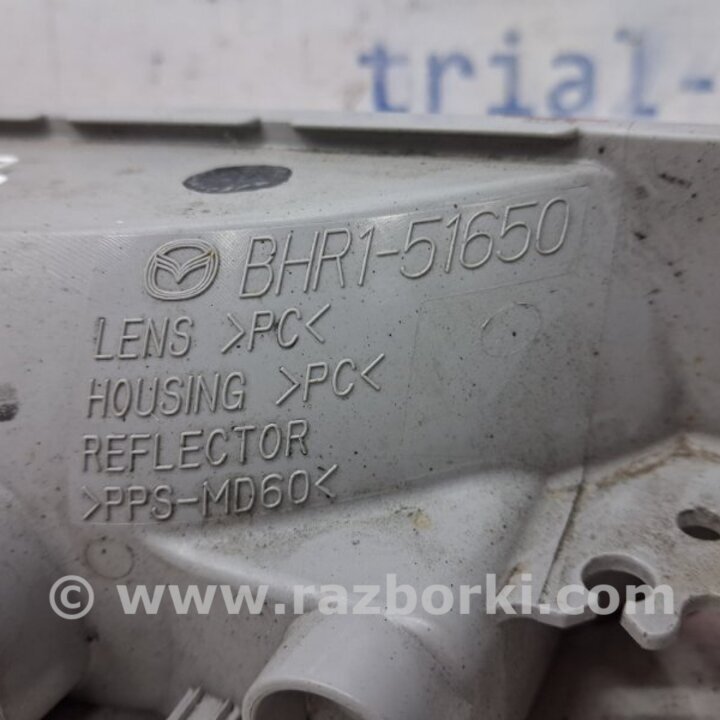 trial-
BHR1-51650
LENS >PC<
HOUSING >PC<
REFLECTOR
>PPS-MD60<
© www.razborki.com